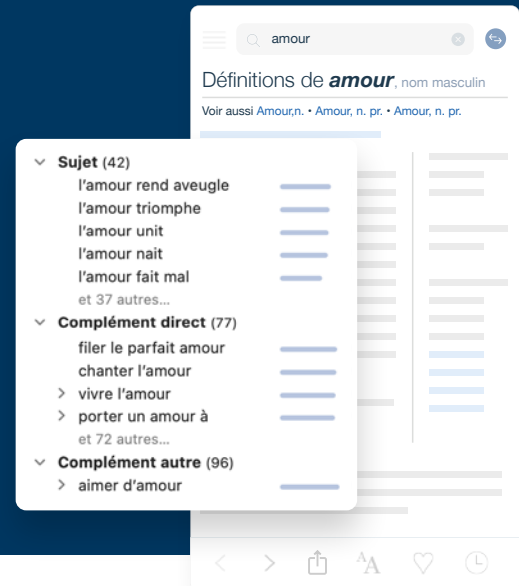 amour
Définitions de amour, nom masculin
Voir aussi Amour,n. • Amour, n. pr. • Amour, n. pr.
Sujet (42)
l'amour rend aveugle
l'amour triomphe
l'amour unit
l'amour nait
l'amour fait mal
et 37 autres...
Complément direct (77)
filer le parfait amour
chanter l'amour
vivre l'amour
porter un amour à
et 72 autres...
Complément autre (96)
aimer d'amour
AA